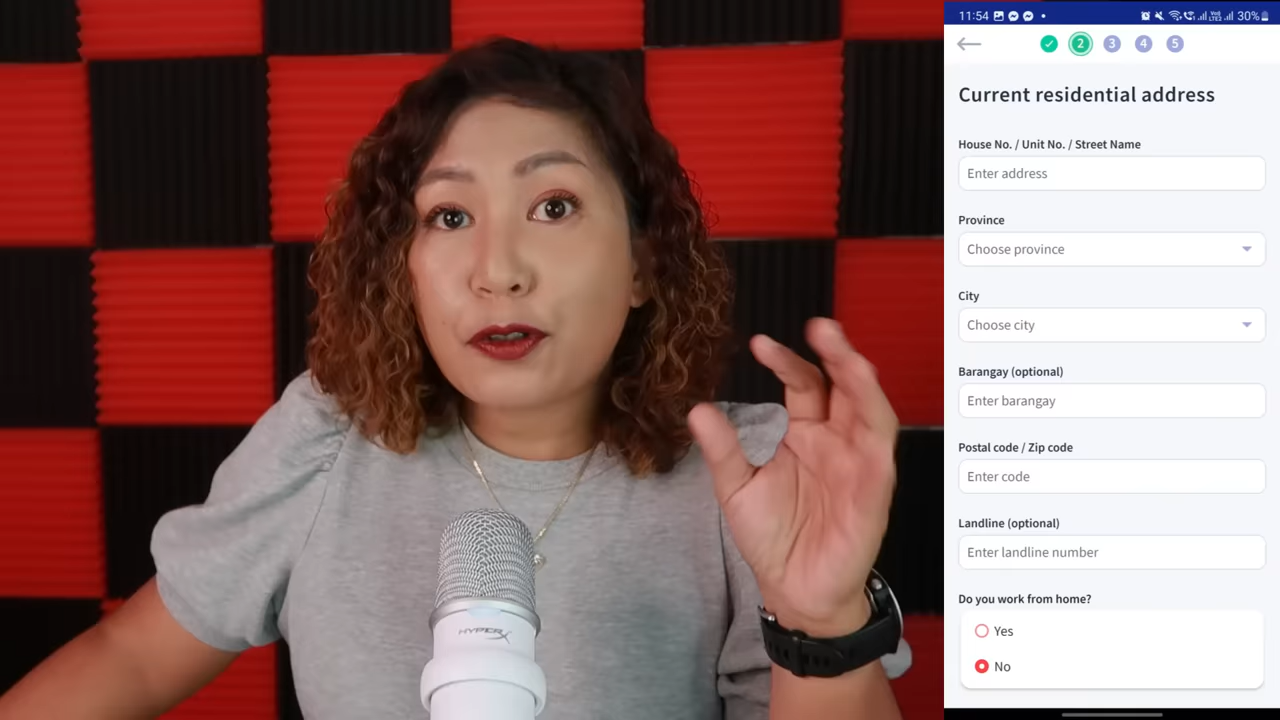 11:54
30%
2 3 4 5
Current residential address
House No. / Unit No. / Street Name
Enter address
Province
Choose province
City
Choose city
Barangay (optional)
Enter barangay
Postal code / Zip code
Enter code
Landline (optional)
Enter landline number
Do you work from home?
Yes
No
HYPERX